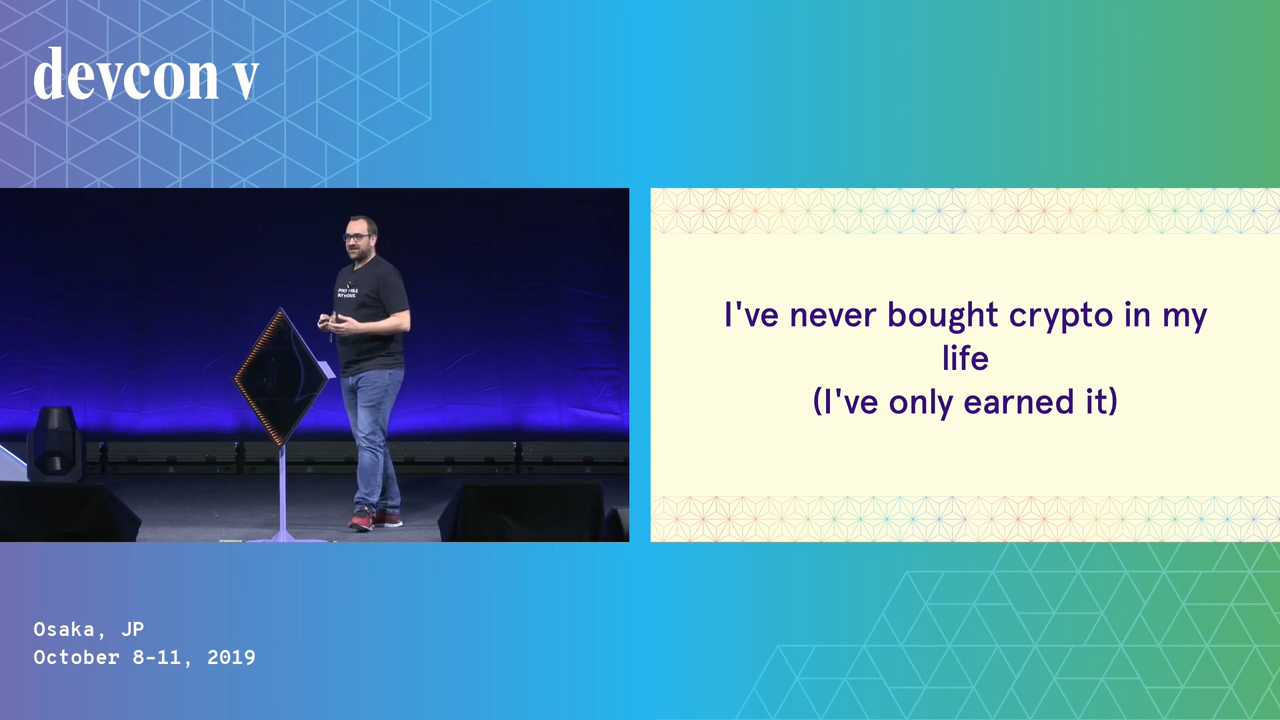 devcon v
I've never bought crypto in my
life
(I've only earned it)
Osaka, JP
October 8-11, 2019